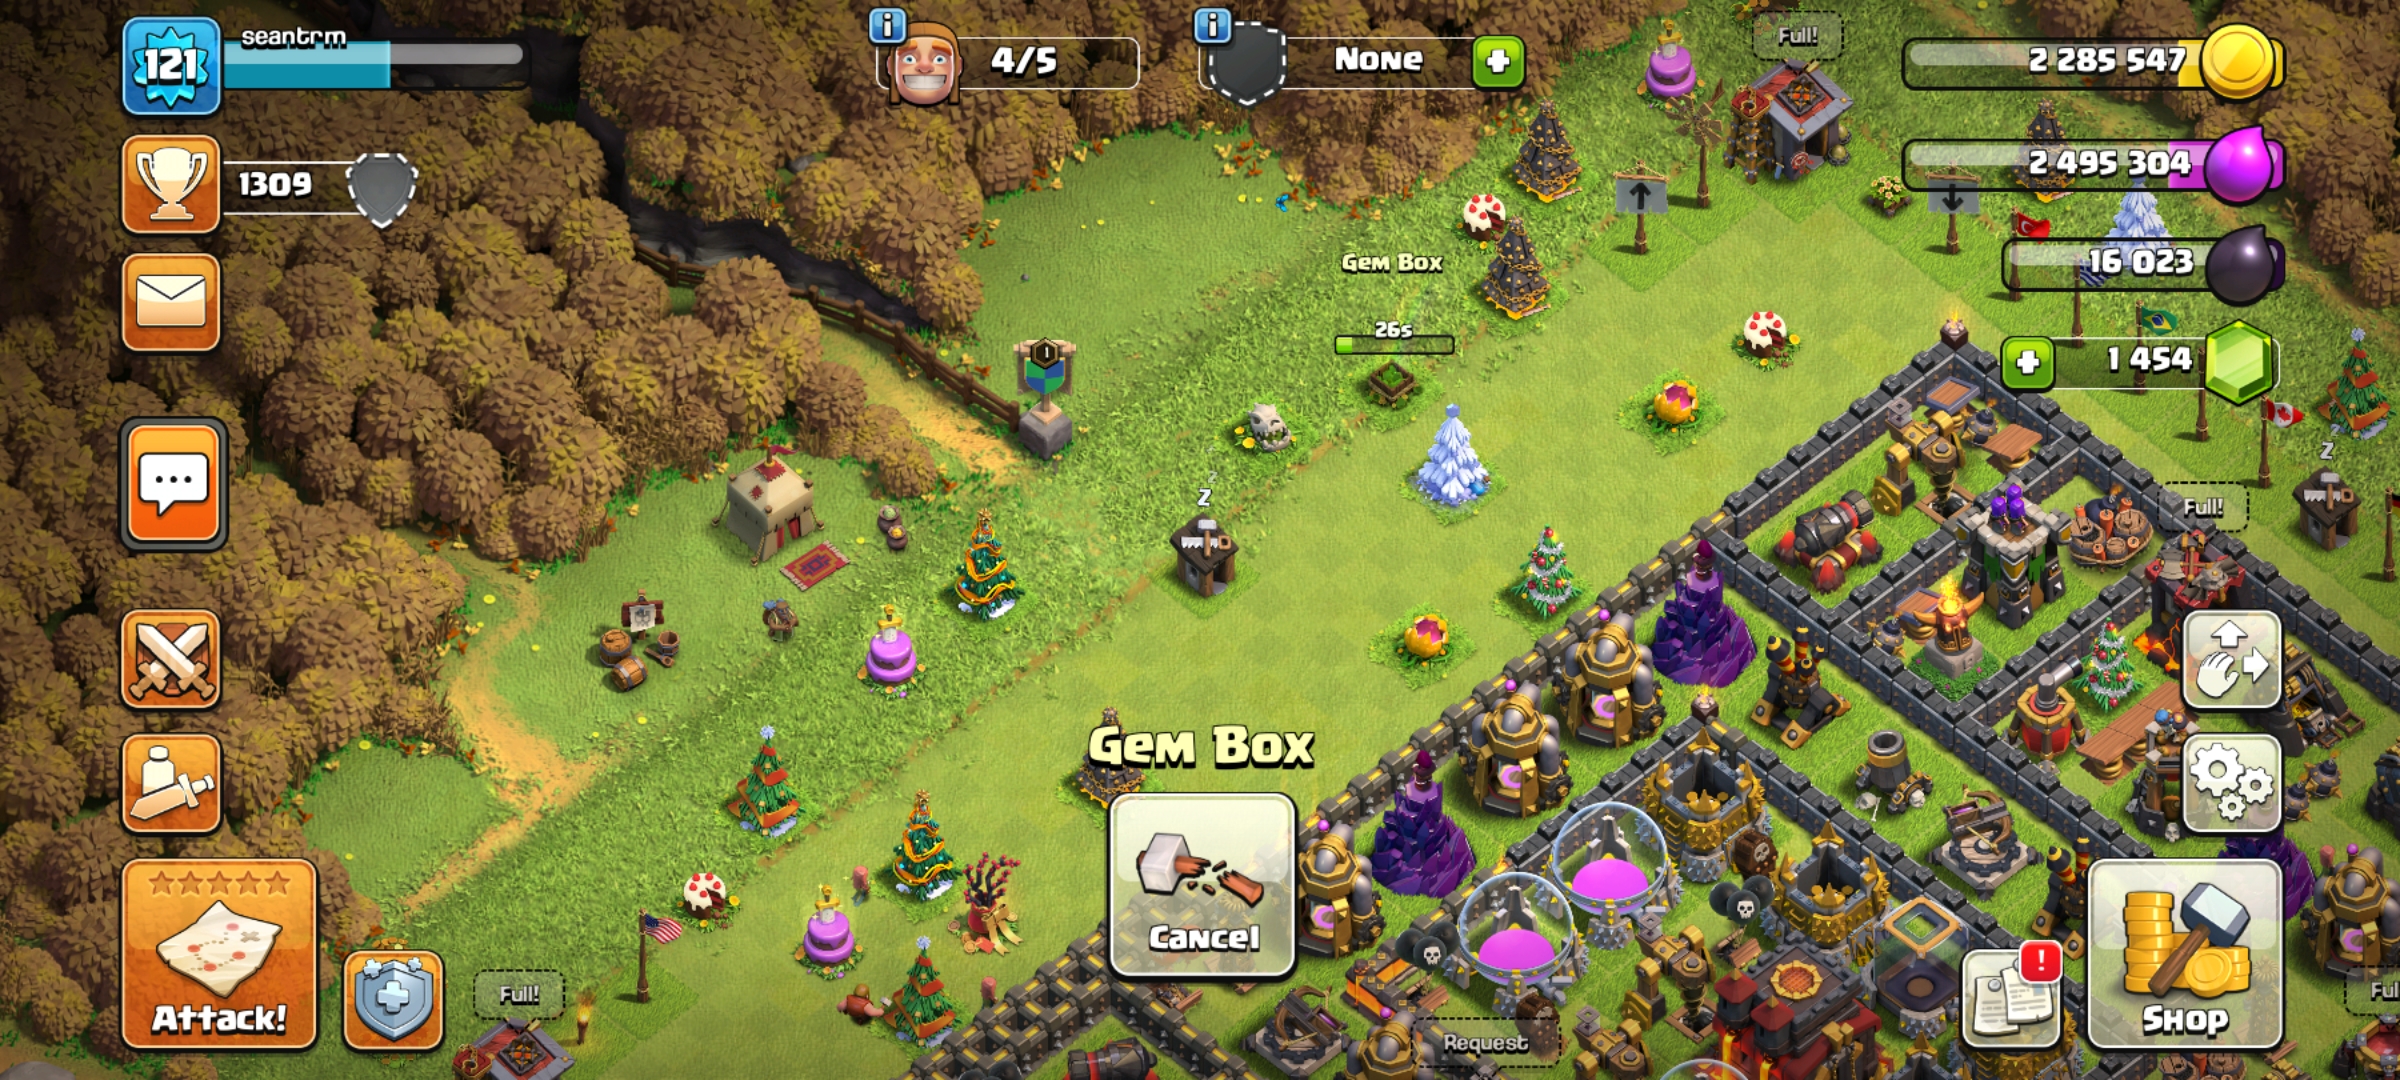 121
seantrm
4/5
None
Full!
2 285 547
1309
2 495 304
16 023
Gem Box
26s
1 454
Z
Z
Full!
Gem Box
Cancel
Attack!
Full!
Request
Shop